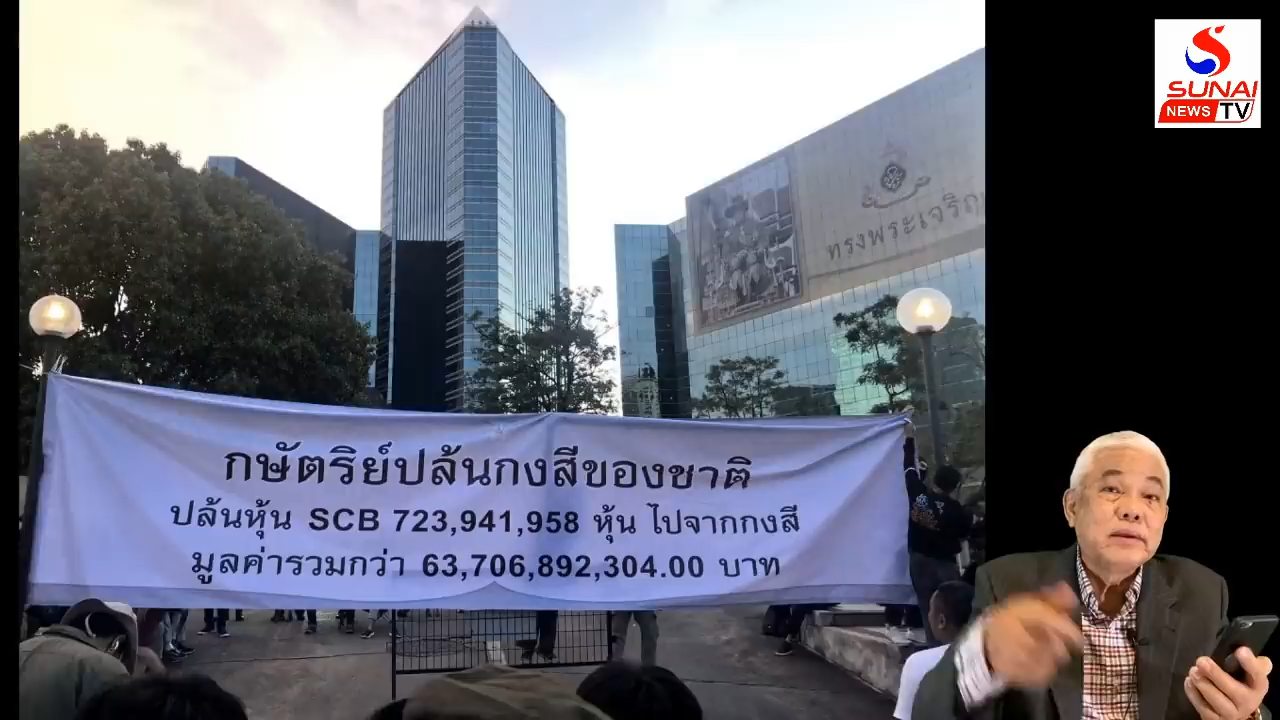 SUNAI
NEWS TV
ทรงพระเจริญ
กษัตริย์ปล้นกงสีของชาติ
ปล้นหุ้น SCB 723,941,958 หุ้น ไปจากกงสี
มูลค่ารวมกว่า 63,706,892,304.00 บาท